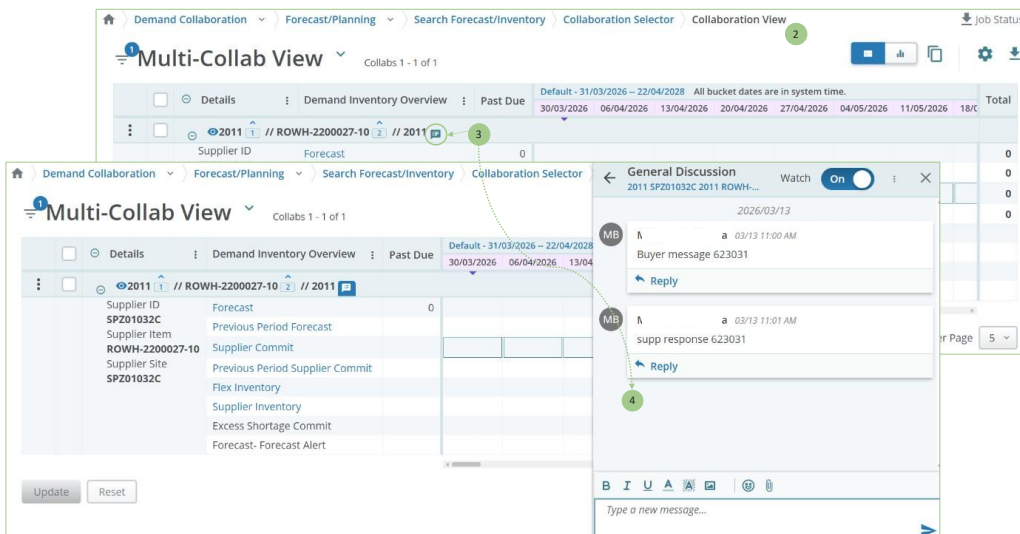 Demand Collaboration Forecast/Planning Search Forecast/Inventory Collaboration Selector Collaboration View
Job Status
2
1
Multi-Collab View Collabs 1 - 1 of 1
Details Demand Inventory Overview Past Due
Default - 31/03/2026 – 22/04/2028 All bucket dates are in system time.
30/03/2026 06/04/2026 13/04/2026 20/04/2026 27/04/2026 04/05/2026 11/05/2026 18/0
Total
2011 1 // ROWH-2200027-10 2 // 2011
3
Supplier ID Forecast 0 0
0
0
0
er Page 5
Demand Collaboration Forecast/Planning Search Forecast/Inventory Collaboration Selector
1
Multi-Collab View Collabs 1 - 1 of 1
Details Demand Inventory Overview Past Due
Default - 31/03/2026 – 22/04/2028
30/03/2026 06/04/2026 13/04
2011 1 // ROWH-2200027-10 2 // 2011
Supplier ID
SPZ01032C
Supplier Item
ROWH-2200027-10
Supplier Site
SPZ01032C
Forecast 0
Previous Period Forecast
Supplier Commit
Previous Period Supplier Commit
Flex Inventory
Supplier Inventory
Excess Shortage Commit
Forecast- Forecast Alert
Update Reset
General Discussion
2011 SPZ01032C 2011 ROWH-...
Watch On
2026/03/13
MB
a 03/13 11:00 AM
Buyer message 623031
Reply
MB
a 03/13 11:01 AM
supp response 623031
Reply
4
B I U A A
Type a new message...